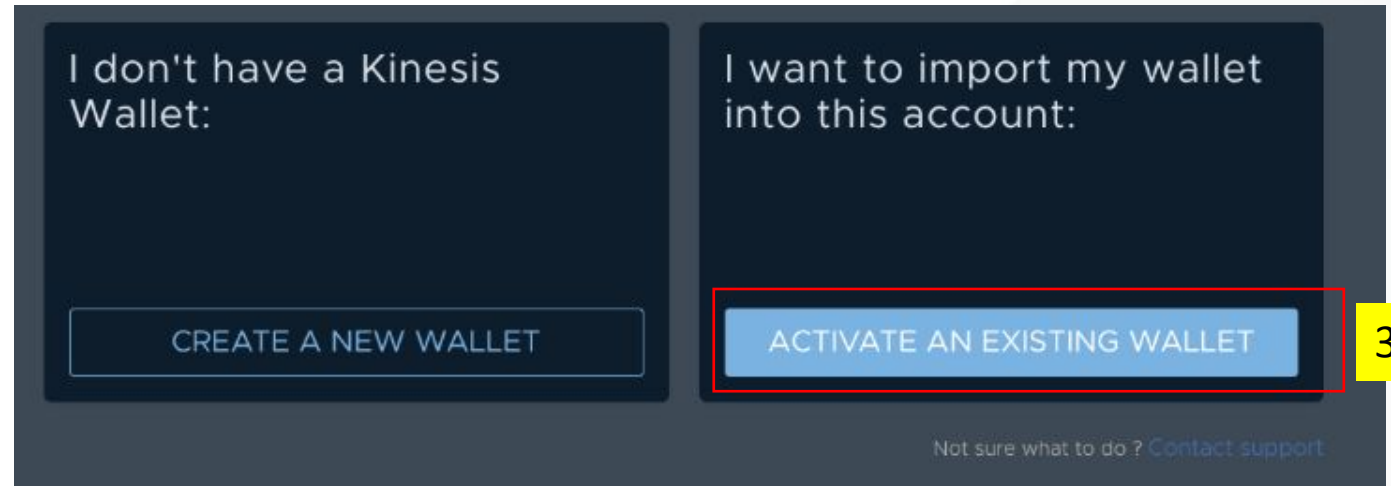 I don't have a Kinesis
Wallet:
CREATE A NEW WALLET
I want to import my wallet
into this account:
ACTIVATE AN EXISTING WALLET
3
Not sure what to do ? Contact support